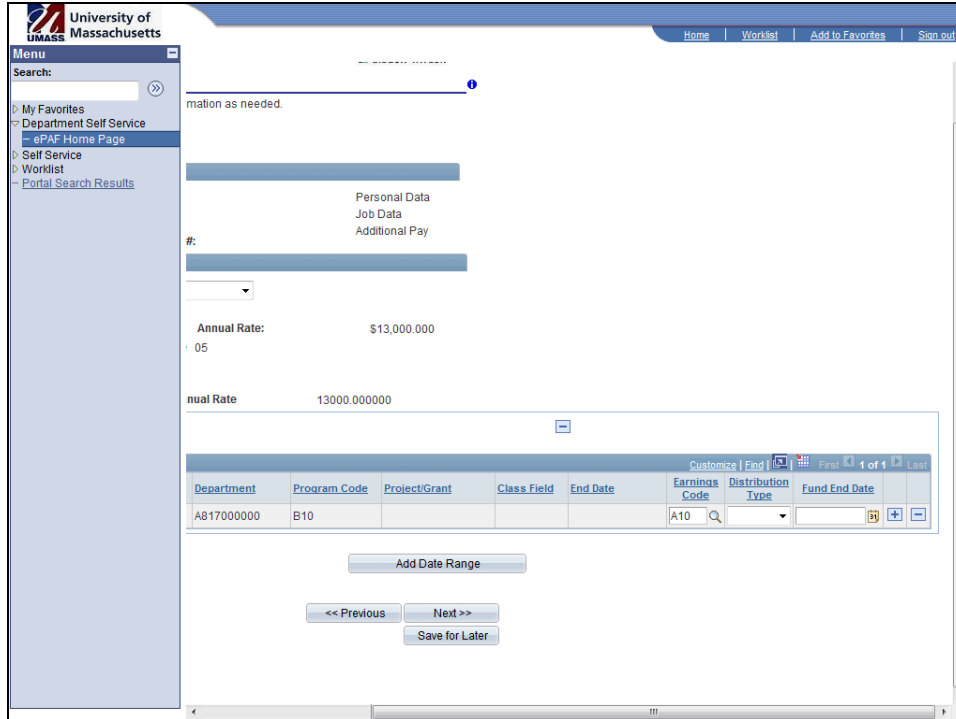 University of
Massachusetts
UMASS
Home | Worklist | Add to Favorites | Sign out
Menu
Search:
My Favorites
Department Self Service
ePAF Home Page
Self Service
Worklist
Portal Search Results
mation as needed.
Personal Data
Job Data
Additional Pay
#:
Annual Rate: $13,000.000
05
nual Rate 13000.000000
Customize | Find | First 1 of 1 Last
Department Program Code Project/Grant Class Field End Date Earnings Code Distribution Type Fund End Date
A817000000 B10 A10 31
Add Date Range
<< Previous Next >>
Save for Later